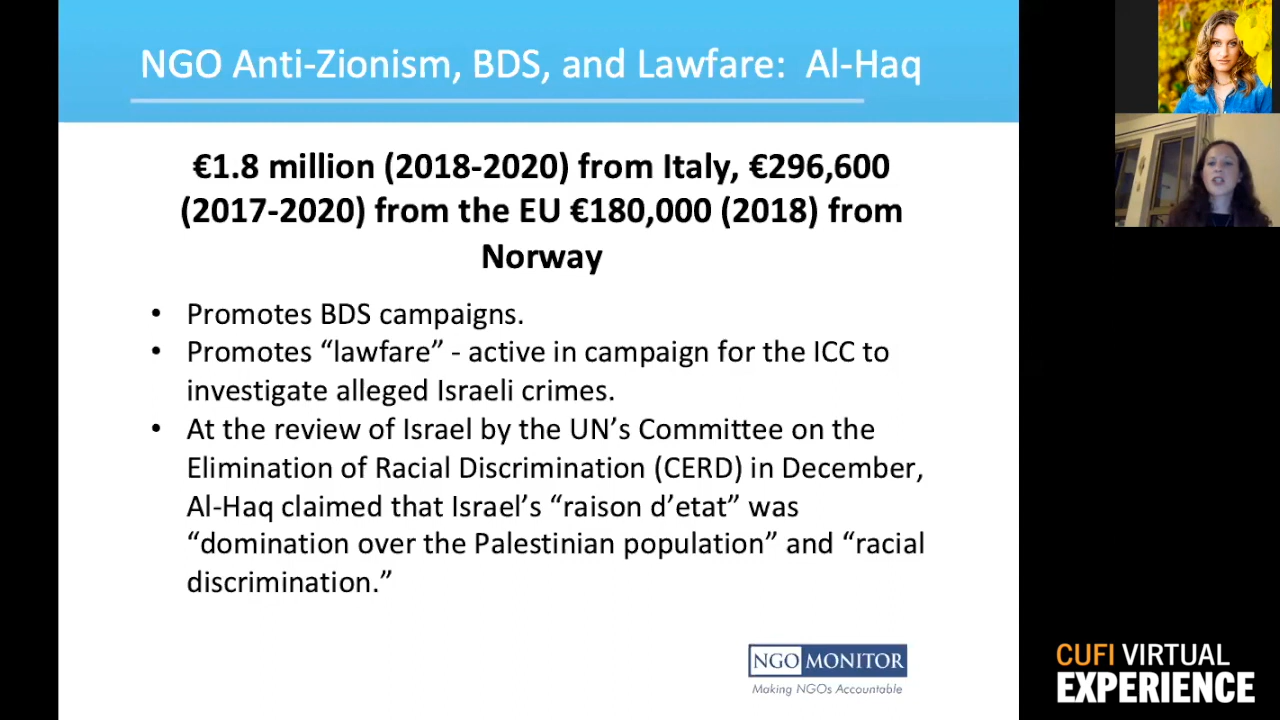 NGO Anti-Zionism, BDS, and Lawfare: Al-Haq
€1.8 million (2018-2020) from Italy, €296,600
(2017-2020) from the EU €180,000 (2018) from
Norway
• Promotes BDS campaigns.
• Promotes “lawfare” - active in campaign for the ICC to
investigate alleged Israeli crimes.
• At the review of Israel by the UN’s Committee on the
Elimination of Racial Discrimination (CERD) in December,
Al-Haq claimed that Israel’s “raison d’etat” was
“domination over the Palestinian population” and “racial
discrimination.”
NGO MONITOR
Making NGOs Accountable
CUFI VIRTUAL
EXPERIENCE